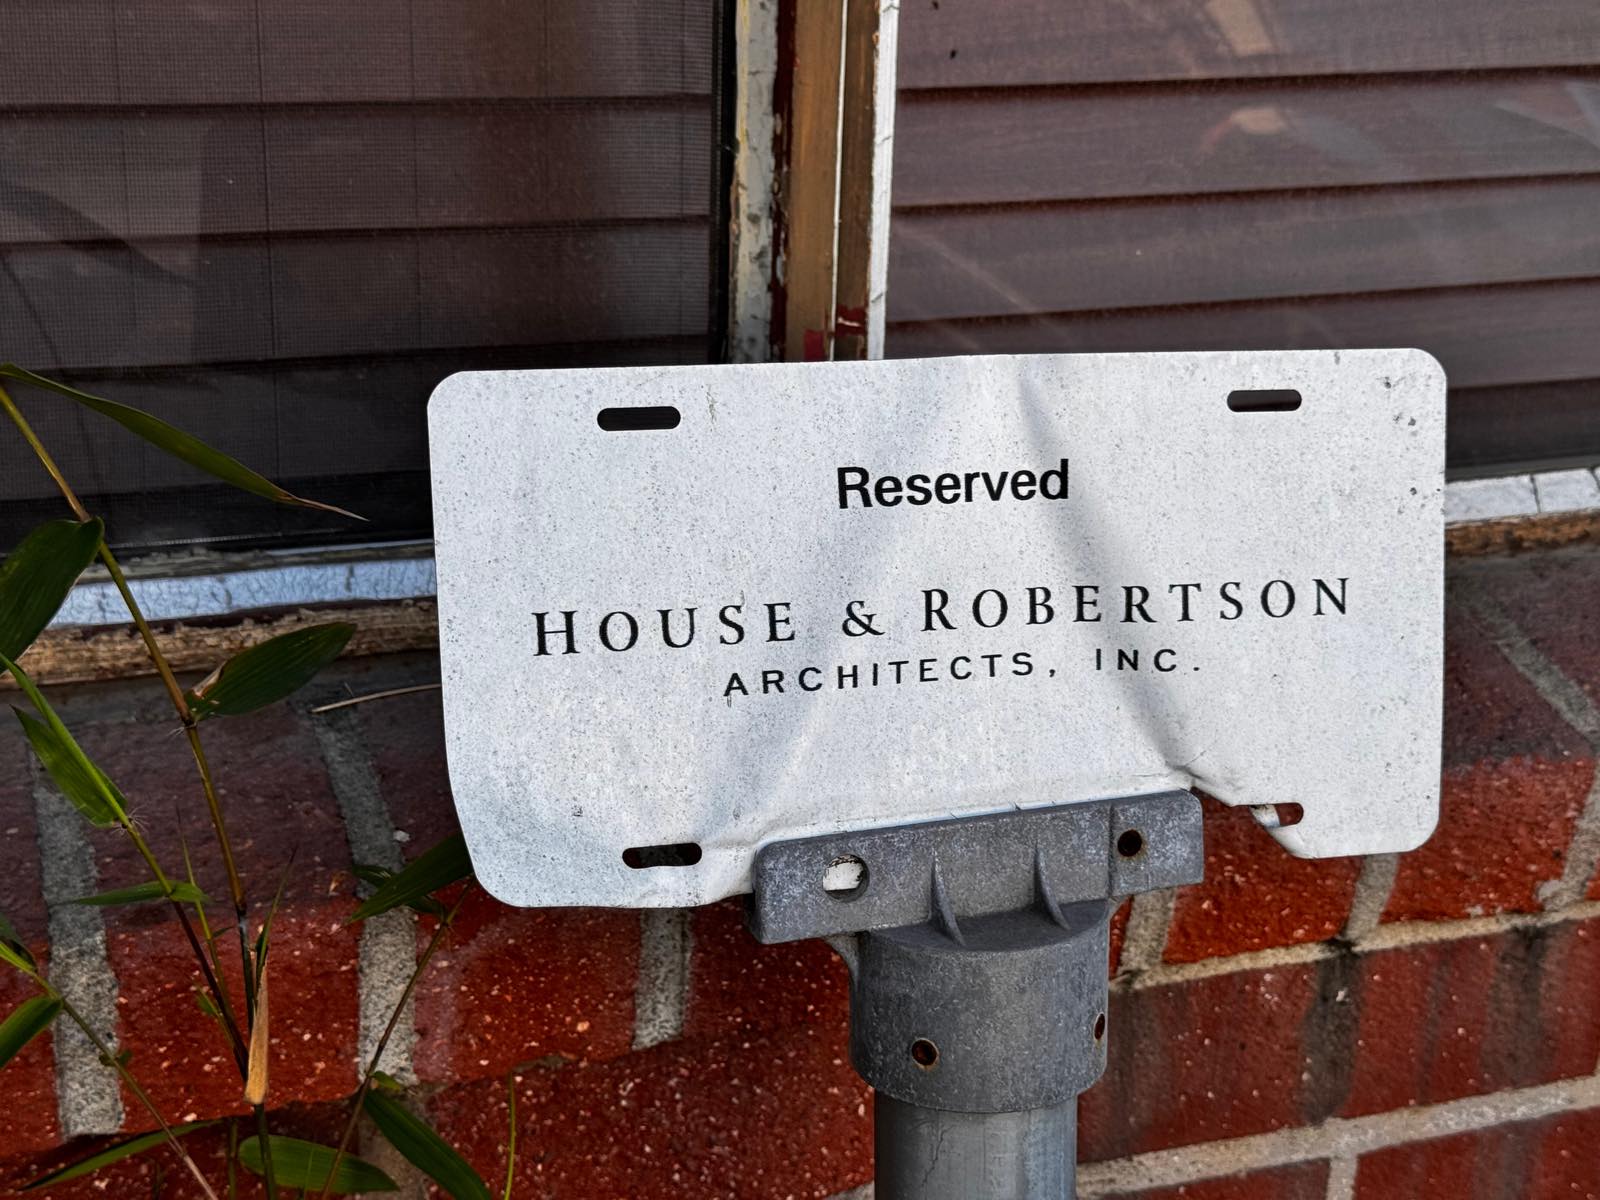 Reserved
HOUSE & ROBERTSON
ARCHITECTS, INC.